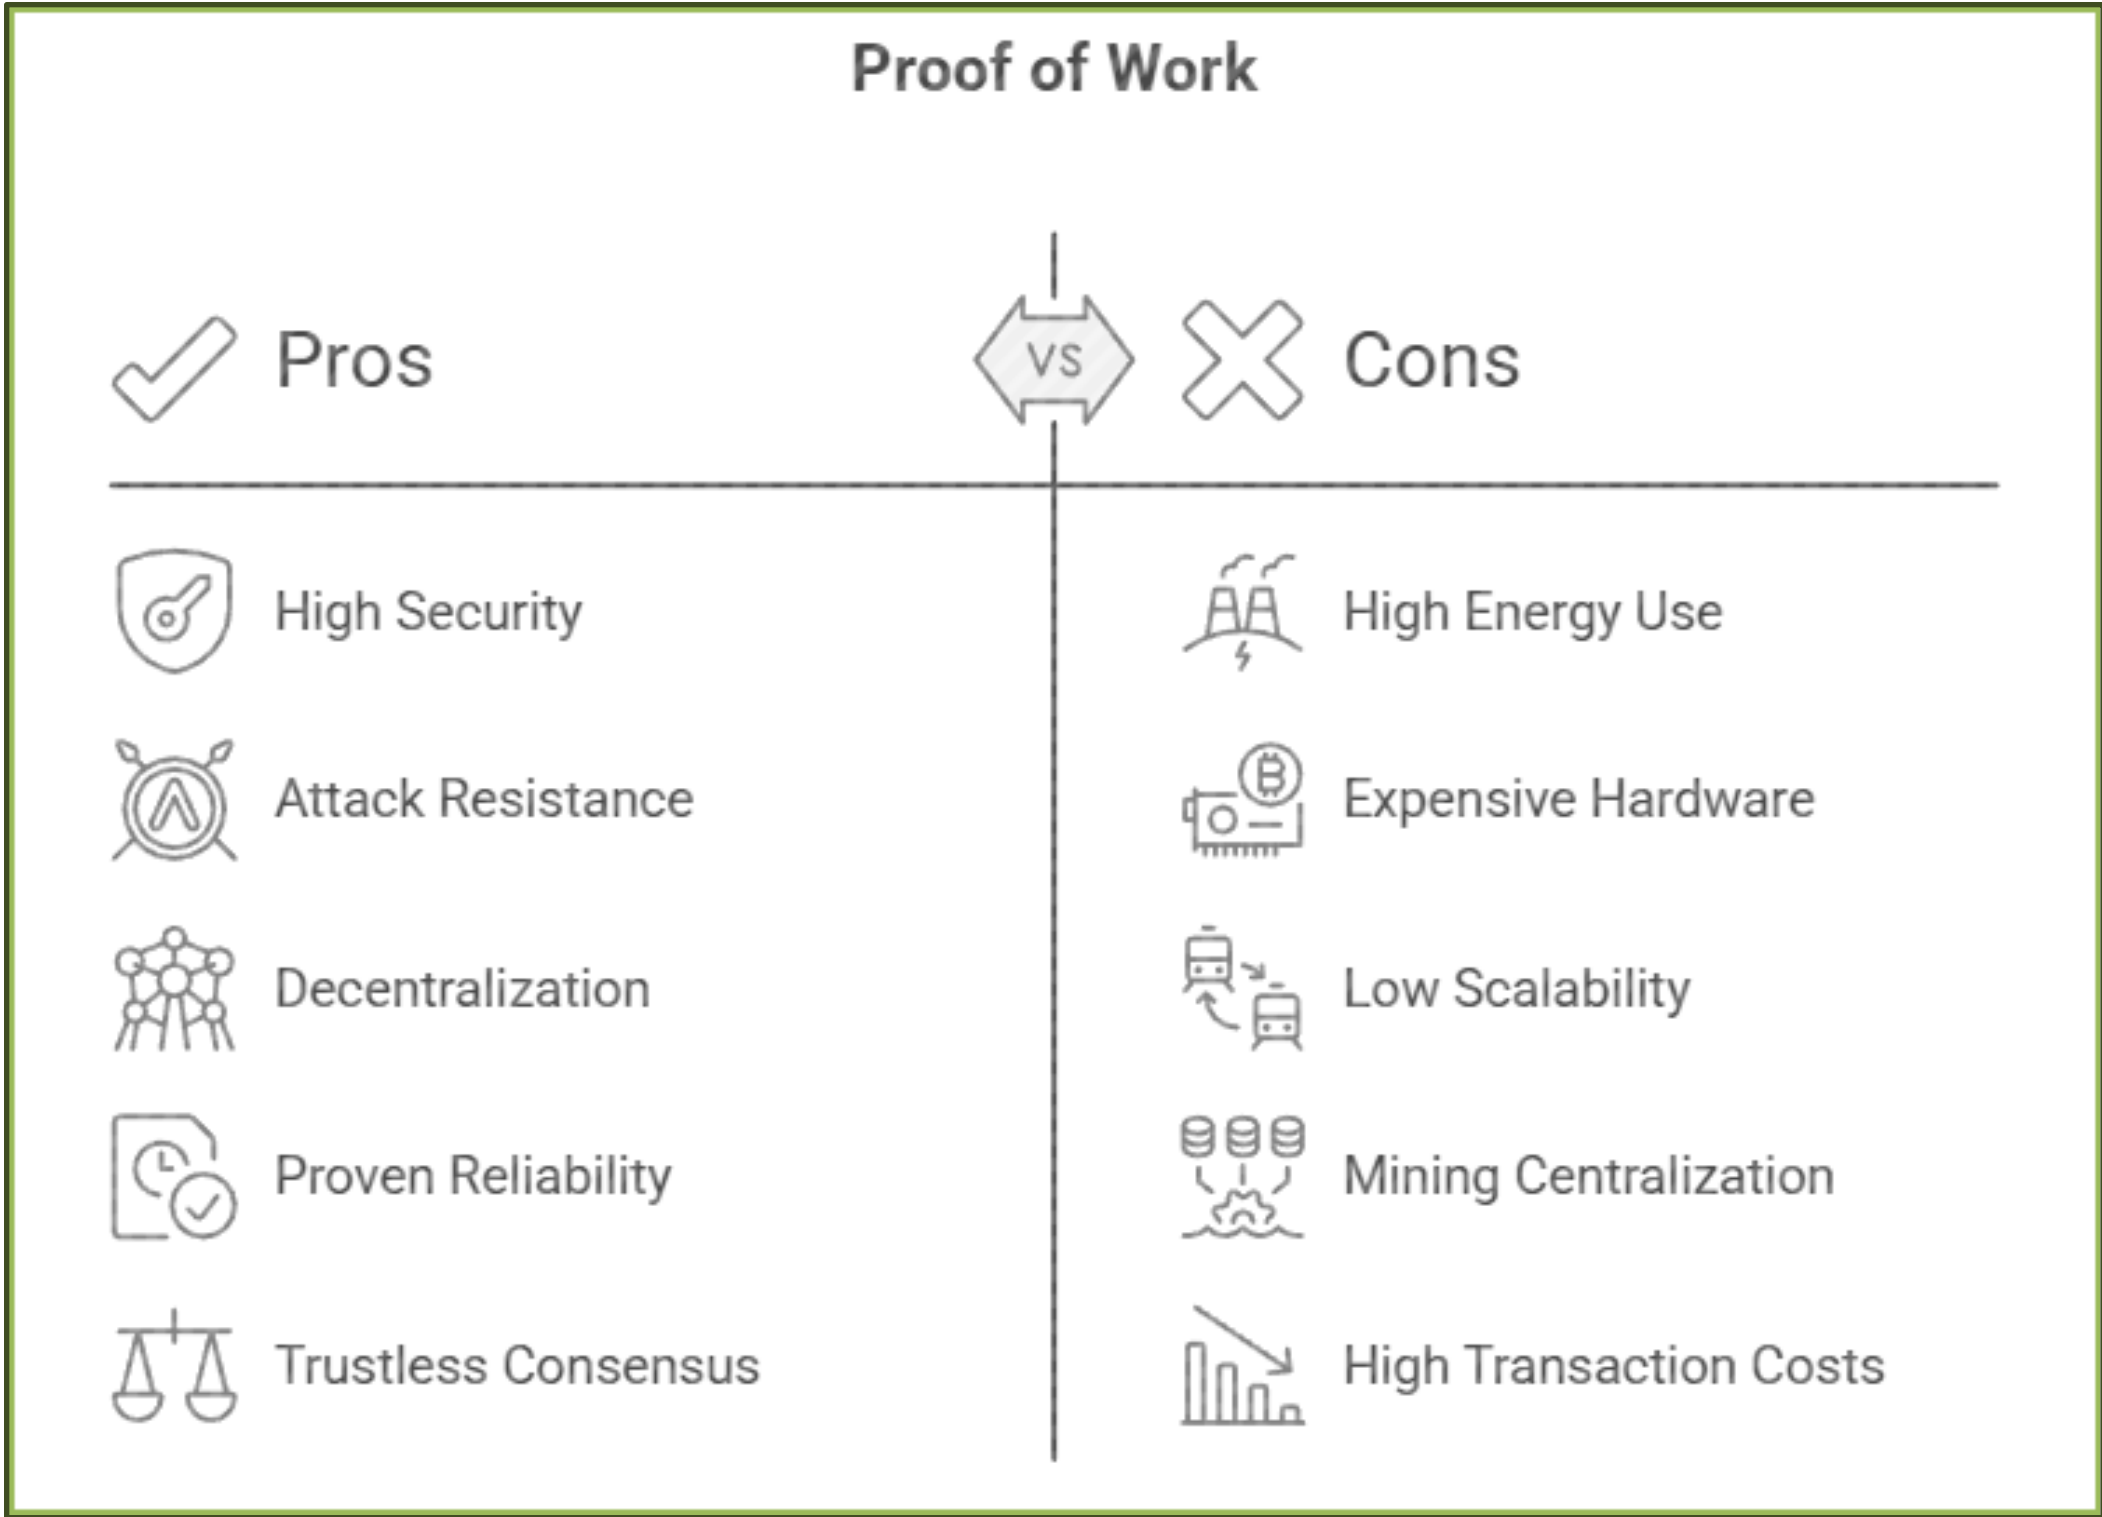 Proof of Work
Pros
VS
Cons
High Security
High Energy Use
Attack Resistance
Expensive Hardware
Decentralization
Low Scalability
Proven Reliability
Mining Centralization
Trustless Consensus
High Transaction Costs